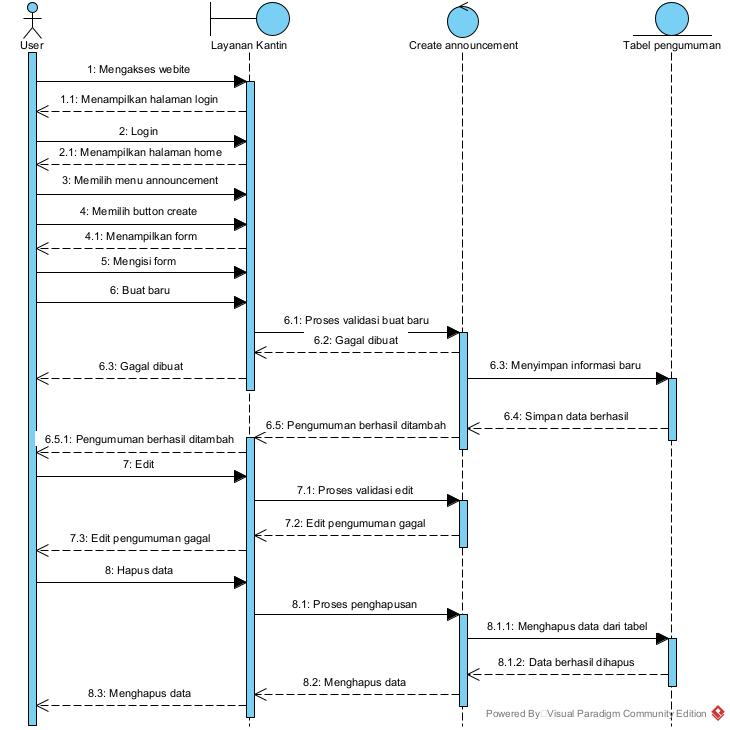 User
Layanan Kantin
Create announcement
Tabel pengumuman
1: Mengakses webite
1.1: Menampilkan halaman login
2: Login
2.1: Menampilkan halaman home
3: Memilih menu announcement
4: Memilih button create
4.1: Menampilkan form
5: Mengisi form
6: Buat baru
6.1: Proses validasi buat baru
6.2: Gagal dibuat
6.3: Gagal dibuat
6.3: Menyimpan informasi baru
6.4: Simpan data berhasil
6.5: Pengumuman berhasil ditambah
6.5.1: Pengumuman berhasil ditambah
7: Edit
7.1: Proses validasi edit
7.2: Edit pengumuman gagal
7.3: Edit pengumuman gagal
8: Hapus data
8.1: Proses penghapusan
8.1.1: Menghapus data dari tabel
8.1.2: Data berhasil dihapus
8.2: Menghapus data
8.3: Menghapus data
Powered By Visual Paradigm Community Edition